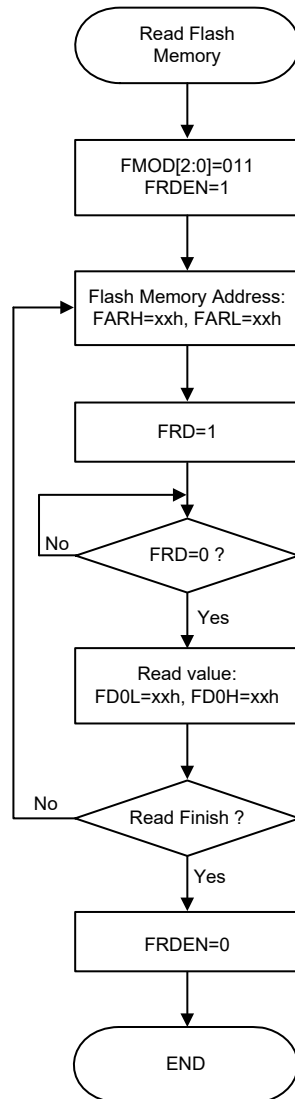 Read Flash
Memory
FMOD[2:0]=011
FRDEN=1
Flash Memory Address:
FARH=xxh, FARL=xxh
FRD=1
No
FRD=0 ?
Yes
Read value:
FD0L=xxh, FD0H=xxh
No
Read Finish ?
Yes
FRDEN=0
END